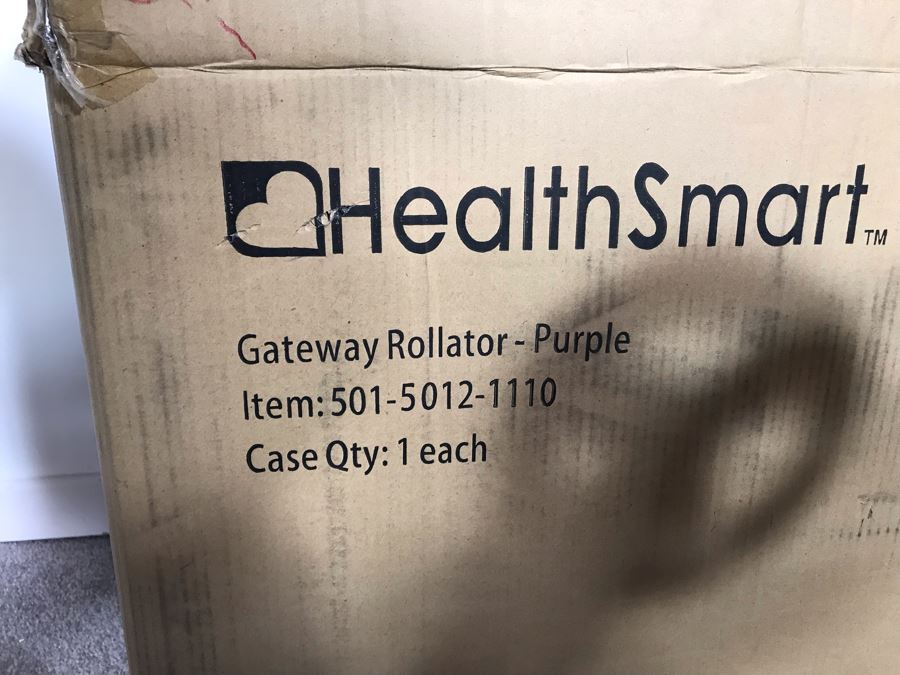 HealthSmart™
Gateway Rollator - Purple
Item: 501-5012-1110
Case Qty: 1 each